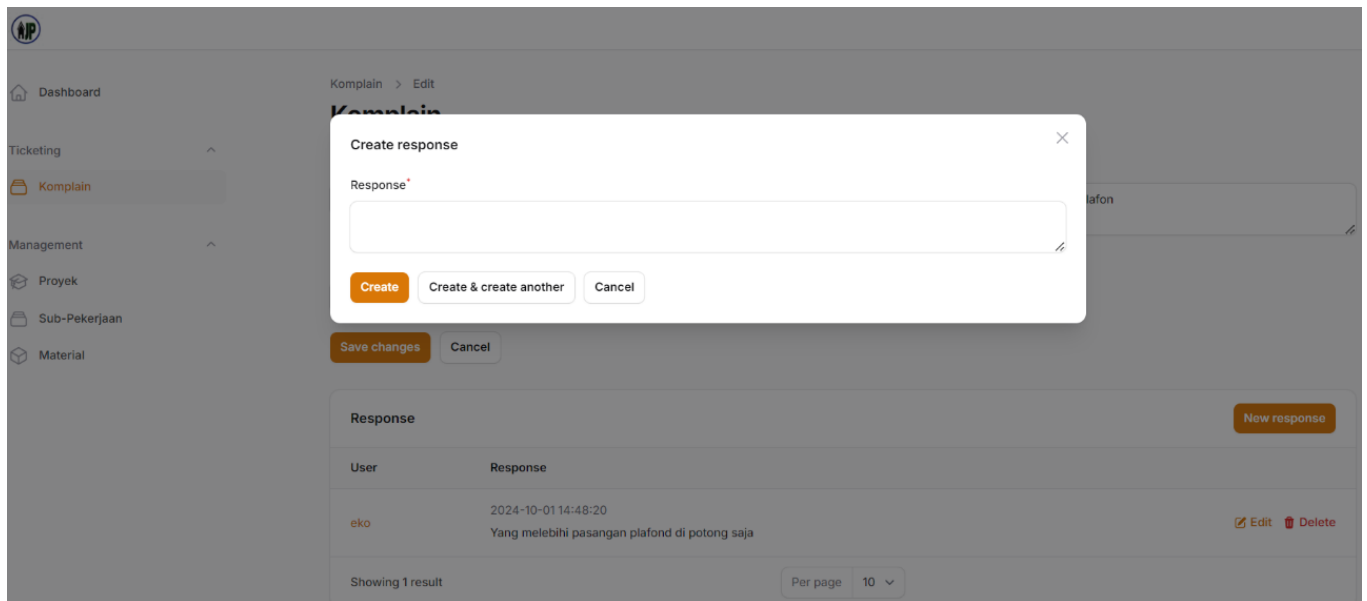 JP
Dashboard
Ticketing
Komplain
Management
Proyek
Sub-Pekerjaan
Material
Komplain > Edit
Komplain
Create response
Response*
Create
Create & create another
Cancel
lafon
Save changes
Cancel
Response
New response
User Response
eko
2024-10-01 14:48:20
Yang melebihi pasangan plafond di potong saja
Edit
Delete
Showing 1 result
Per page 10